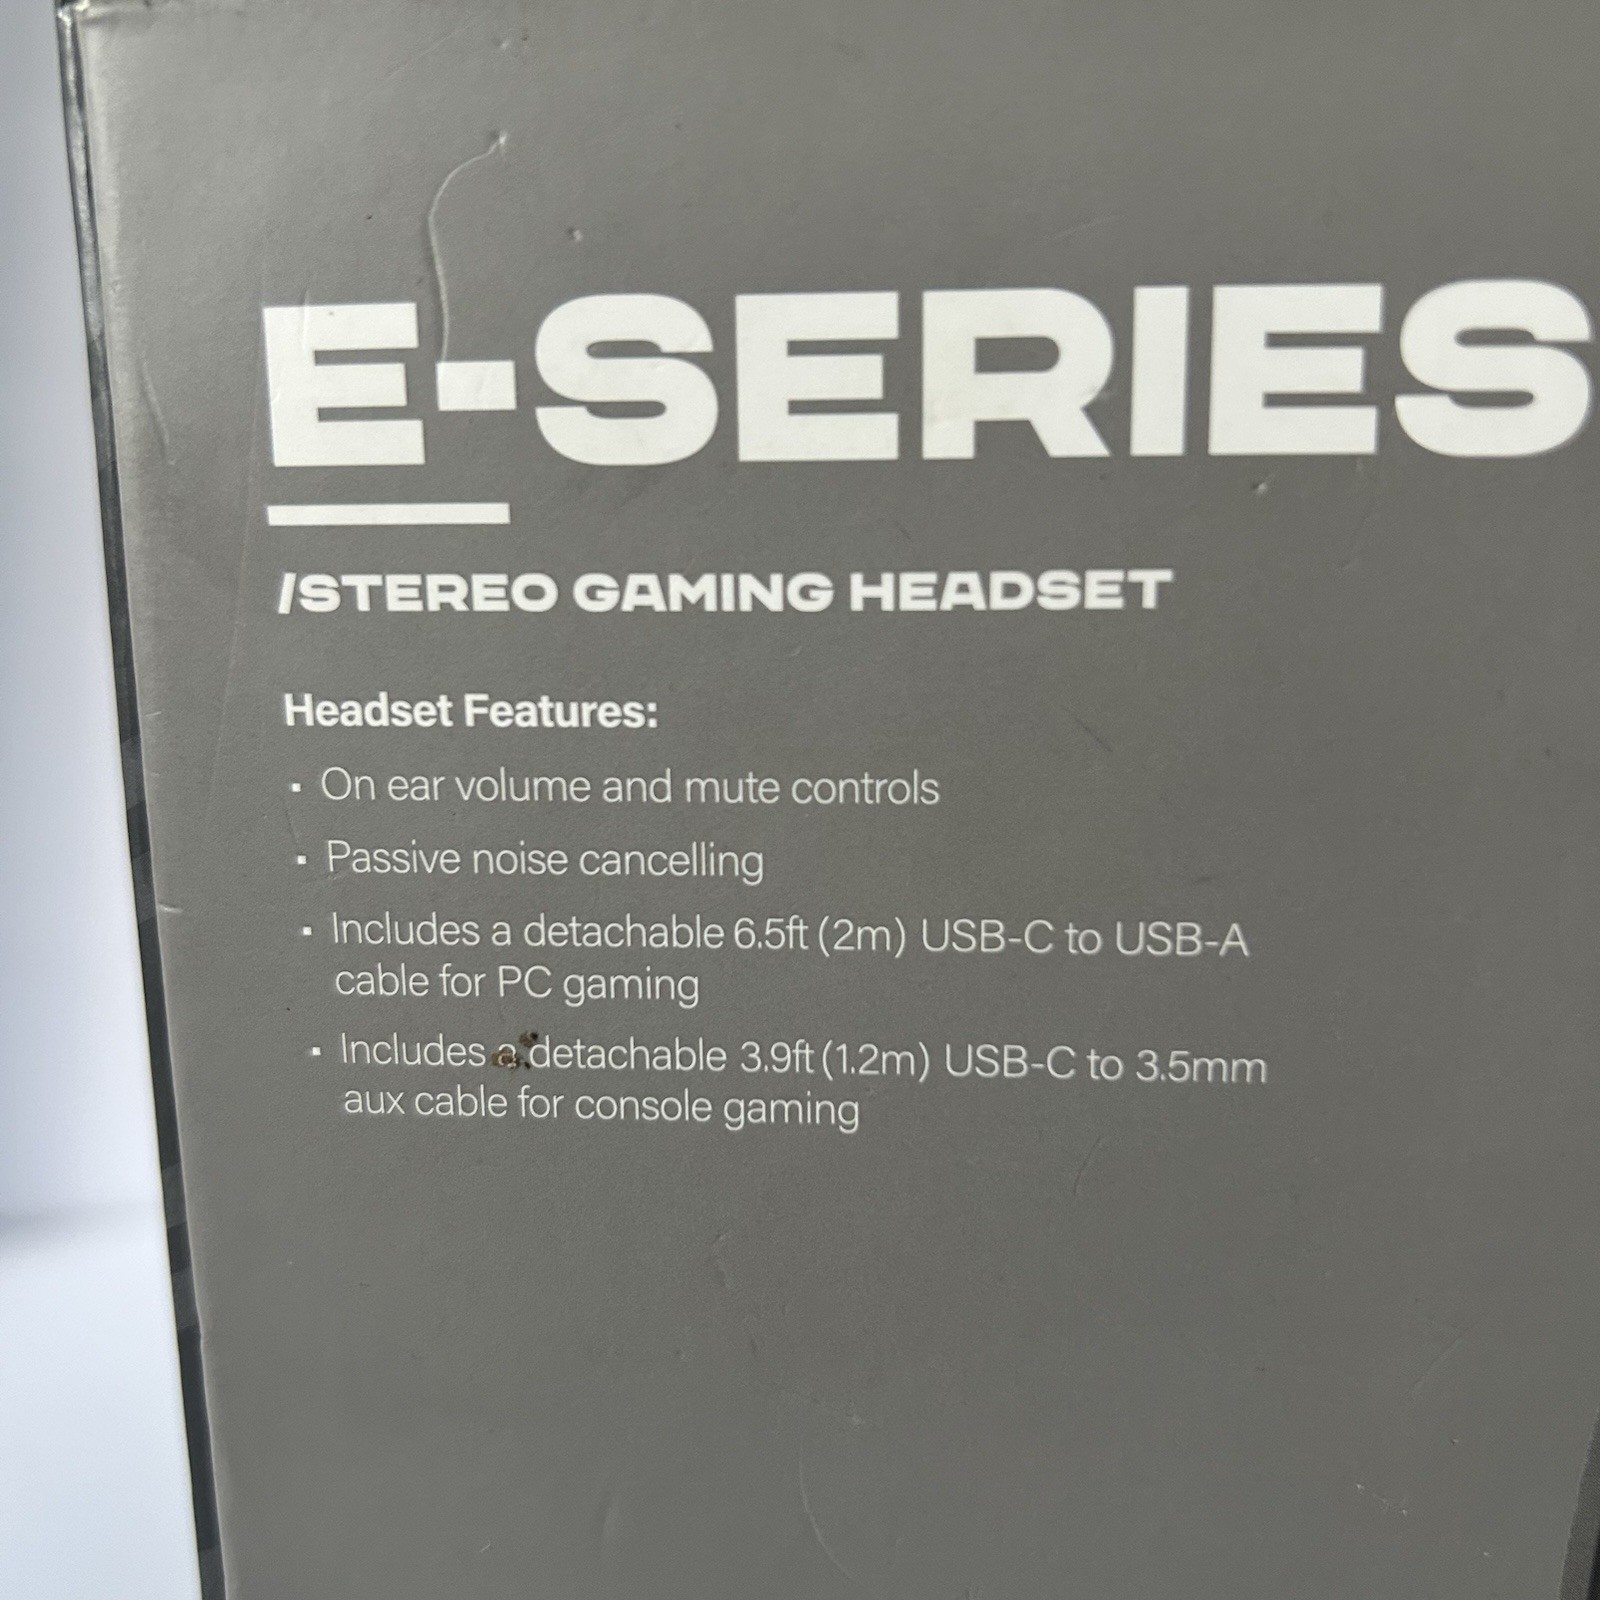 E-SERIES
/STEREO GAMING HEADSET
Headset Features:
▪ On ear volume and mute controls
▪ Passive noise cancelling
▪ Includes a detachable 6.5ft (2m) USB-C to USB-A
cable for PC gaming
▪ Includes a detachable 3.9ft (1.2m) USB-C to 3.5mm
aux cable for console gaming